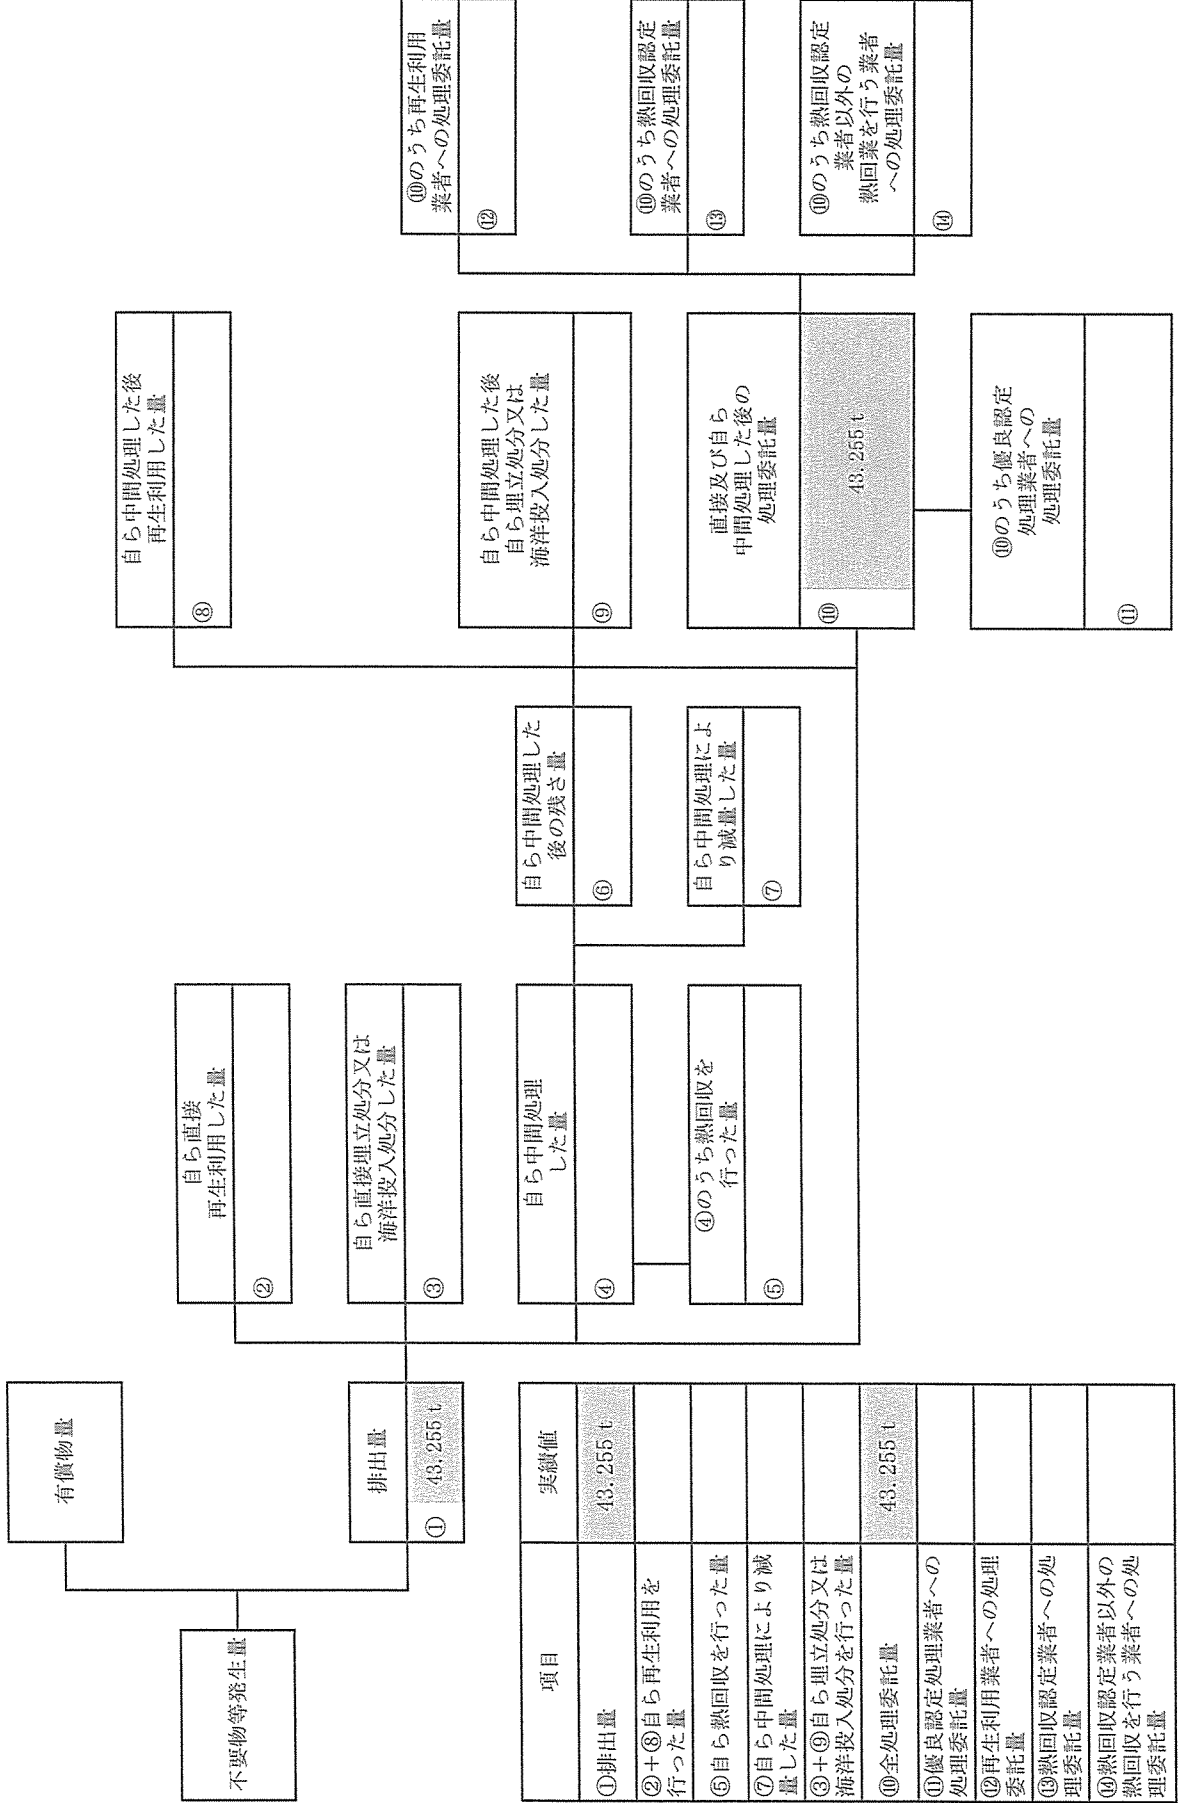 不要物等発生量
有償物量
排出量
①
43.255 t
自ら直接
再生利用した量
②
自ら直接埋立処分又は
海洋投入処分した量
③
自ら中間処理
した量
④
④のうち熱回収を
行った量
⑤
自ら中間処理した
後の残さ量
⑥
自ら中間処理によ
り減量した量
⑦
自ら中間処理した後
再生利用した量
⑧
自ら中間処理した後
自ら埋立処分又は
海洋投入処分した量
⑨
直接及び自ら
中間処理した後の
処理委託量
⑩
43.255 t
⑩のうち優良認定
処理業者への
処理委託量
⑪
⑩のうち再生利用
業者への処理委託量
⑫
⑩のうち熱回収認定
業者への処理委託量
⑬
⑩のうち熱回収認定
業者以外の
熱回業を行う業者
への処理委託量
⑭
項目 実績値
①排出量 43.255 t
②+⑧自ら再生利用を
行った量
⑤自ら熱回収を行った量
⑦自ら中間処理により減
量した量
③+⑨自ら埋立処分又は
海洋投入処分を行った量
⑩全処理委託量 43.255 t
⑪優良認定処理業者への
処理委託量
⑫再生利用業者への処理
委託量
⑬熱回収認定業者への処
理委託量
⑭熱回収認定業者以外の
熱回収を行う業者への処
理委託量